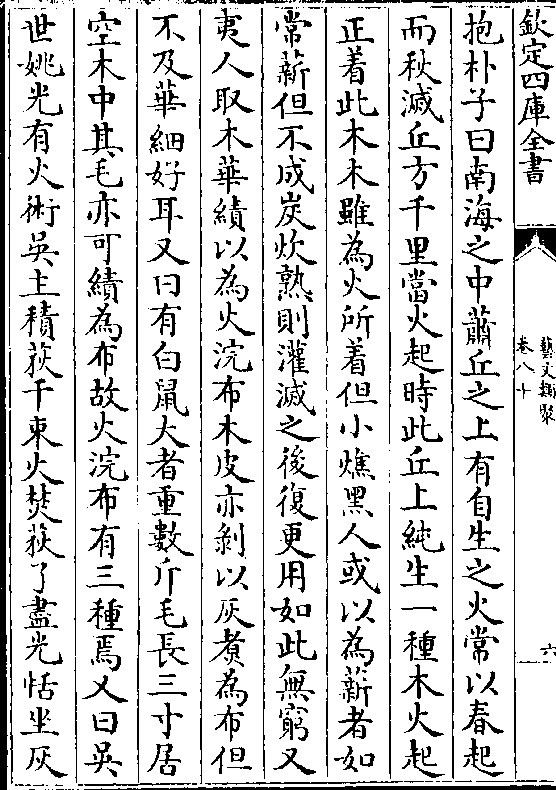 欽定四庫全書
藝文類聚
卷八十
六
抱朴子曰南海之中蕭丘之上有自生之火常以春起
而秋滅丘方千里當火起時此丘上純生一種木火起
正着此木木雖為火所着但小燋黑人或以為薪者如
常薪但不成炭炊熟則灌滅之後復更用如此無窮又
夷人取木華績以為火浣布木皮亦剝以灰煑為布但
不及華細好耳又曰有白鼠大者重數斤毛長三寸居
空木中其毛亦可績為布故火浣布有三種焉又曰吳
世姚光有火術吳主積荻千束火焚荻了盡光恬坐灰